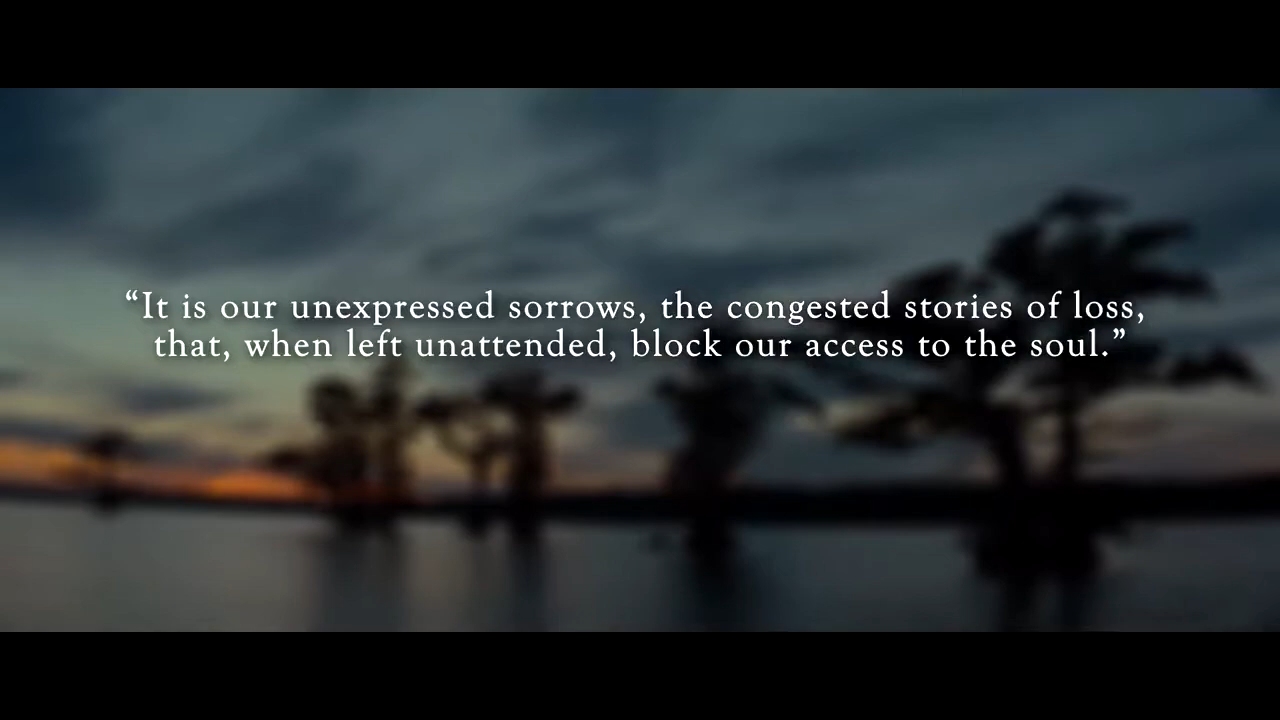 “It is our unexpressed sorrows, the congested stories of loss,
that, when left unattended, block our access to the soul.”